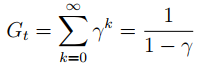 G_t = \sum_{k=0}^{\infty} \gamma^k = \frac{1}{1 - \gamma}